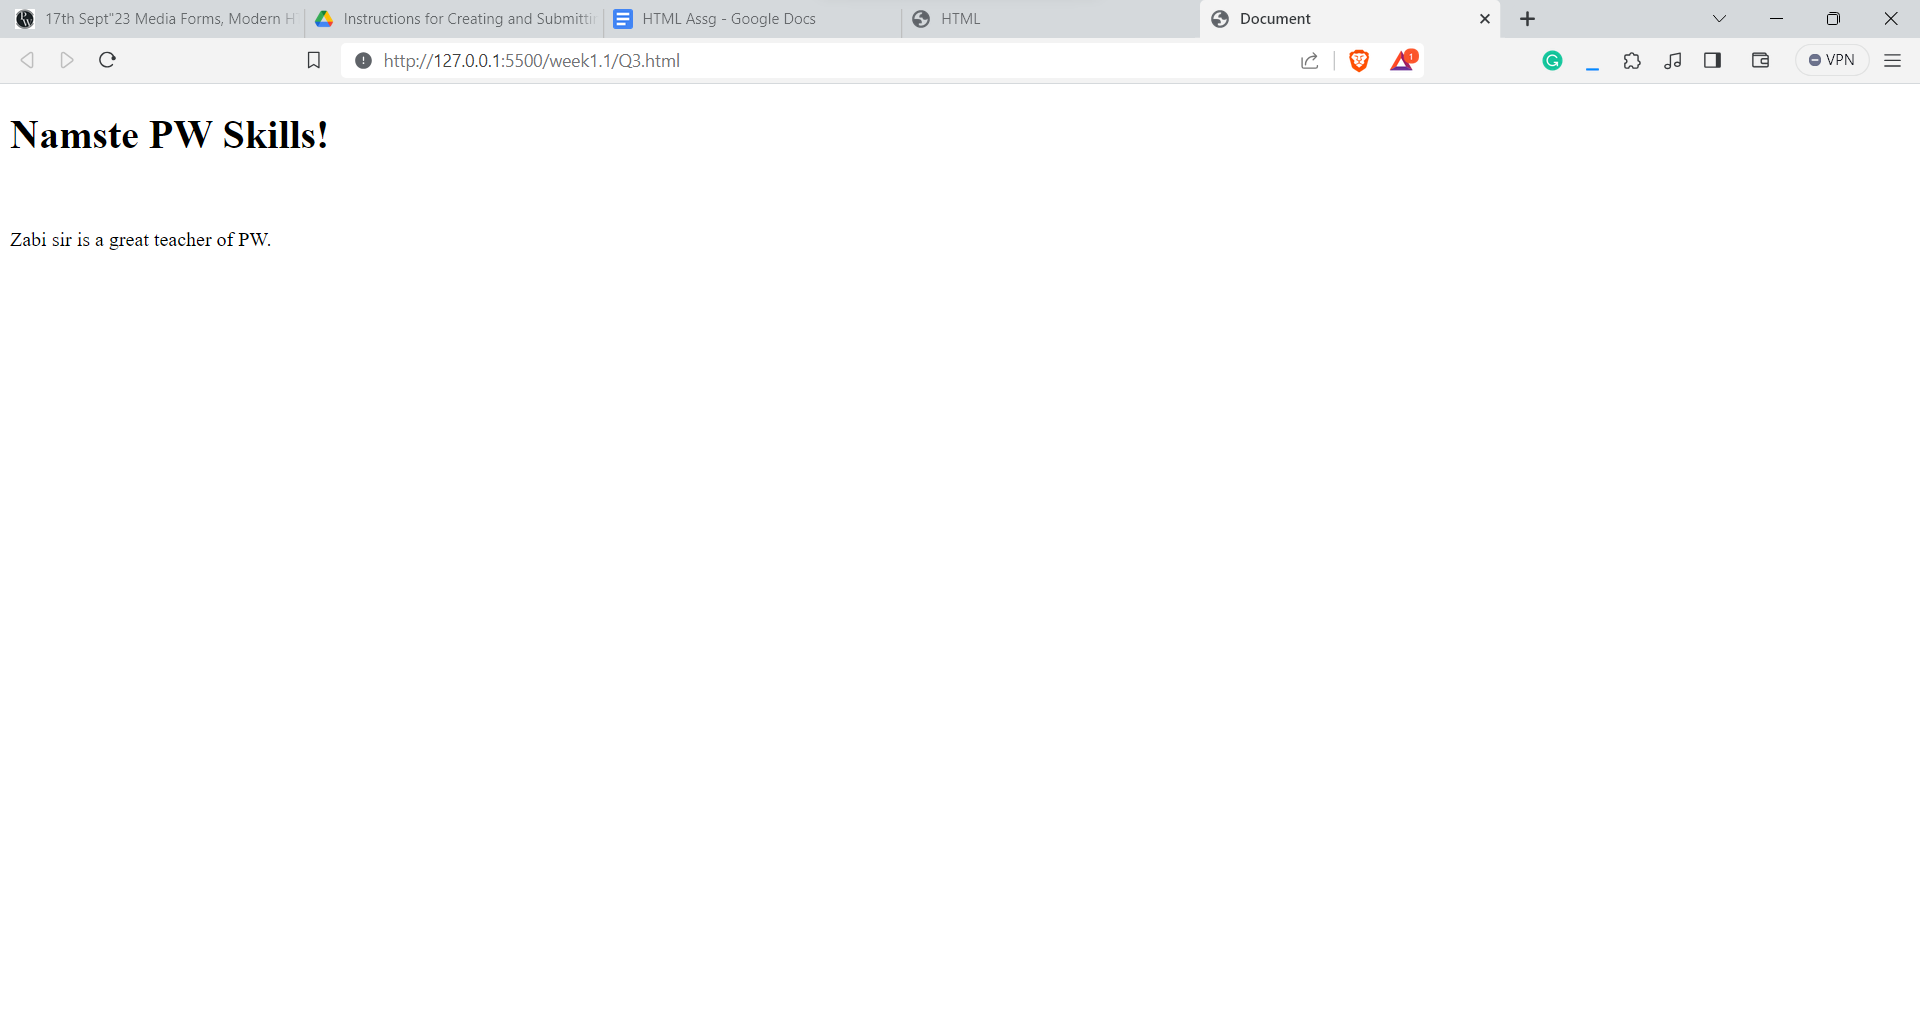 17th Sept"23 Media Forms, Modern H
Instructions for Creating and Submitti
HTML Assg - Google Docs
HTML
Document
http://127.0.0.1:5500/week1.1/Q3.html
1
VPN
Namste PW Skills!
Zabi sir is a great teacher of PW.